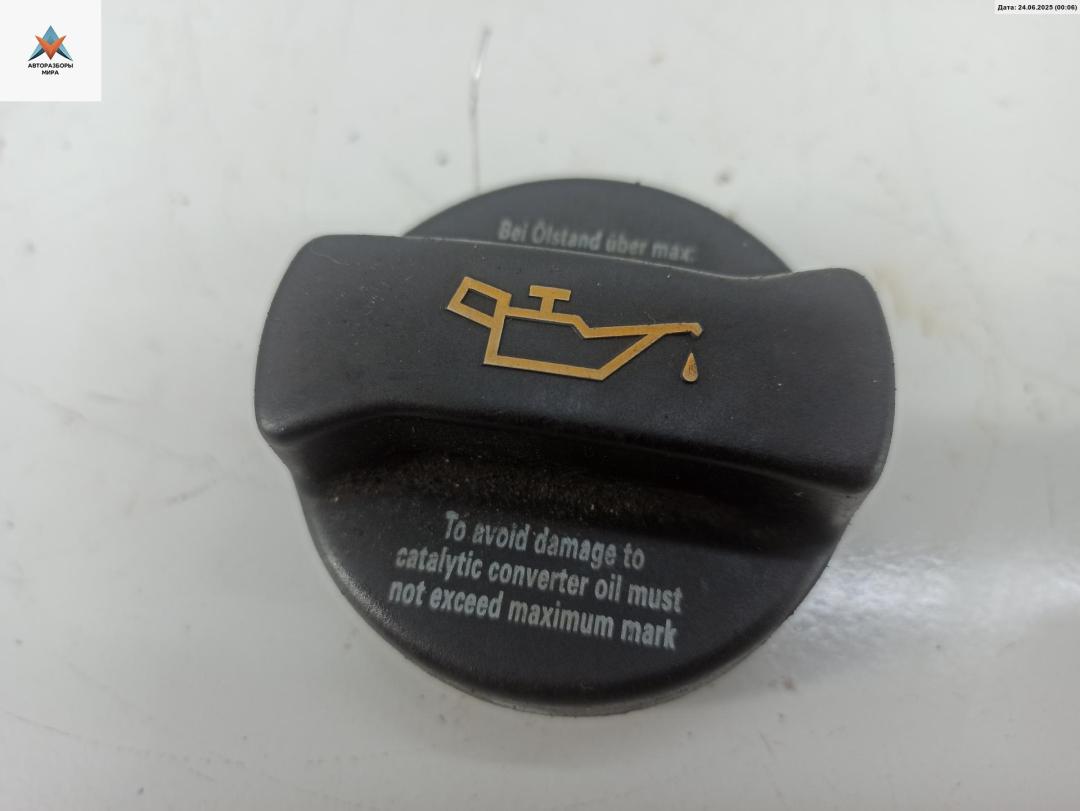 Дата: 24.06.2025 (00:06)
АВТОРАЗБОРЫ
МИРА
Bei Ölstand über max:
To avoid damage to
catalytic converter oil must
not exceed maximum mark